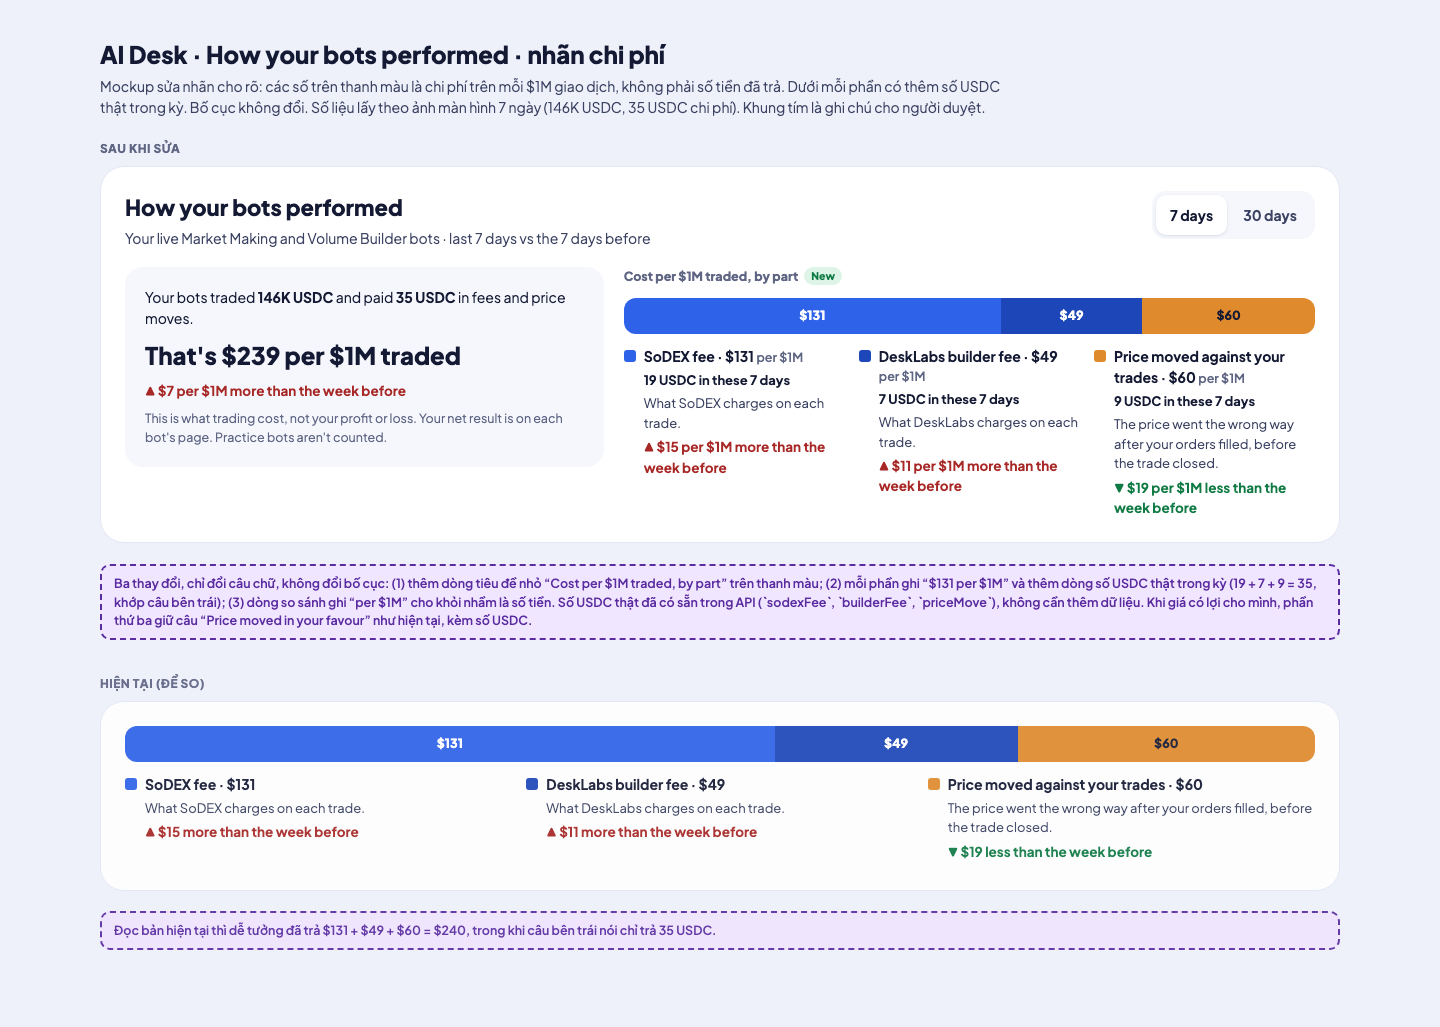 AI Desk · How your bots performed · nhãn chi phí
Mockup sửa nhãn cho rõ: các số trên thanh màu là chi phí trên mỗi $1M giao dịch, không phải số tiền đã trả. Dưới mỗi phần có thêm số USDC
thật trong kỳ. Bố cục không đổi. Số liệu lấy theo ảnh màn hình 7 ngày (146K USDC, 35 USDC chi phí). Khung tím là ghi chú cho người duyệt.
SAU KHI SỬA
How your bots performed
7 days
30 days
Your live Market Making and Volume Builder bots · last 7 days vs the 7 days before
Your bots traded 146K USDC and paid 35 USDC in fees and price
moves.
That's $239 per $1M traded
▲ $7 per $1M more than the week before
This is what trading cost, not your profit or loss. Your net result is on each
bot's page. Practice bots aren't counted.
Cost per $1M traded, by part New
$131
$49
$60
SoDEX fee · $131 per $1M
19 USDC in these 7 days
What SoDEX charges on each
trade.
▲ $15 per $1M more than the
week before
DeskLabs builder fee · $49
per $1M
7 USDC in these 7 days
What DeskLabs charges on each
trade.
▲ $11 per $1M more than the
week before
Price moved against your
trades · $60 per $1M
9 USDC in these 7 days
The price went the wrong way
after your orders filled, before
the trade closed.
▼ $19 per $1M less than the
week before
Ba thay đổi, chỉ đổi câu chữ, không đổi bố cục: (1) thêm dòng tiêu đề nhỏ “Cost per $1M traded, by part” trên thanh màu; (2) mỗi phần ghi “$131 per $1M” và thêm dòng số USDC thật trong kỳ (19 + 7 + 9 = 35,
khớp câu bên trái); (3) dòng so sánh ghi “per $1M” cho khỏi nhầm là số tiền. Số USDC thật đã có sẵn trong API (`sodexFee`, `builderFee`, `priceMove`), không cần thêm dữ liệu. Khi giá có lợi cho mình, phần
thứ ba giữ câu “Price moved in your favour” như hiện tại, kèm số USDC.
HIỆN TẠI (ĐỂ SO)
$131
$49
$60
SoDEX fee · $131
What SoDEX charges on each trade.
▲ $15 more than the week before
DeskLabs builder fee · $49
What DeskLabs charges on each trade.
▲ $11 more than the week before
Price moved against your trades · $60
The price went the wrong way after your orders filled, before
the trade closed.
▼ $19 less than the week before
Đọc bản hiện tại thì dễ tưởng đã trả $131 + $49 + $60 = $240, trong khi câu bên trái nói chỉ trả 35 USDC.